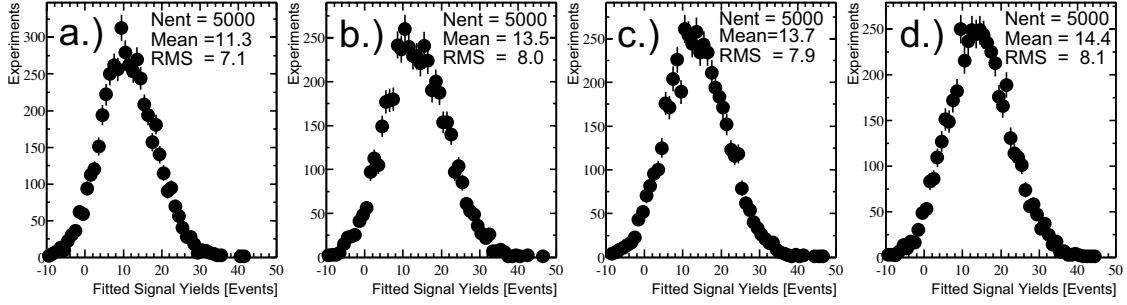 a.)
Nent = 5000
Mean =11.3
RMS = 7.1
Experiments
300
250
200
150
100
50
0
-10 0 10 20 30 40 50
Fitted Signal Yields [Events]
b.)
Nent = 5000
Mean = 13.5
RMS = 8.0
Experiments
250
200
150
100
50
0
-10 0 10 20 30 40 50
Fitted Signal Yields [Events]
c.)
Nent = 5000
Mean=13.7
RMS = 7.9
Experiments
250
200
150
100
50
0
-10 0 10 20 30 40 50
Fitted Signal Yields [Events]
d.)
Nent = 5000
Mean = 14.4
RMS = 8.1
Experiments
250
200
150
100
50
0
-10 0 10 20 30 40 50
Fitted Signal Yields [Events]